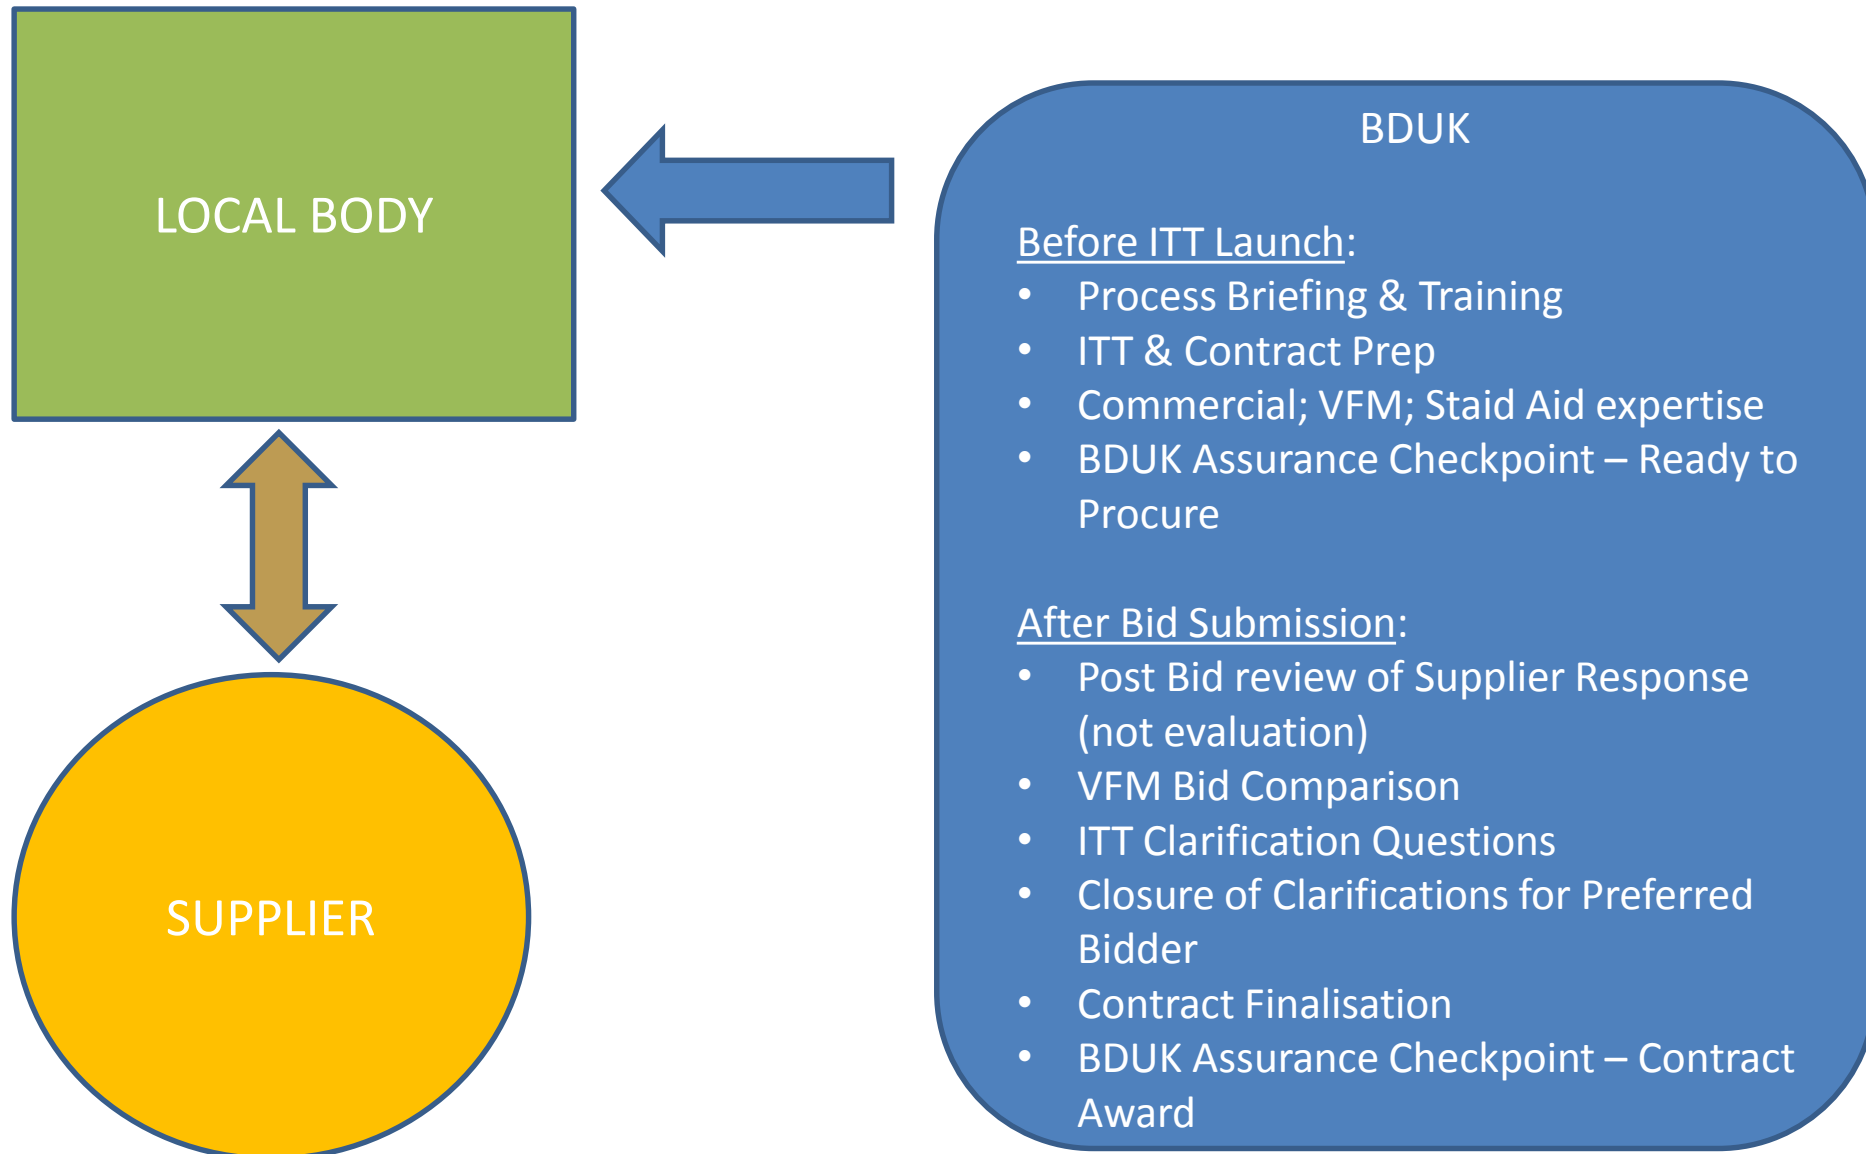 LOCAL BODY
SUPPLIER
BDUK
Before ITT Launch:
• Process Briefing & Training
• ITT & Contract Prep
• Commercial; VFM; Staid Aid expertise
• BDUK Assurance Checkpoint – Ready to
Procure
After Bid Submission:
• Post Bid review of Supplier Response
(not evaluation)
• VFM Bid Comparison
• ITT Clarification Questions
• Closure of Clarifications for Preferred
Bidder
• Contract Finalisation
• BDUK Assurance Checkpoint – Contract
Award